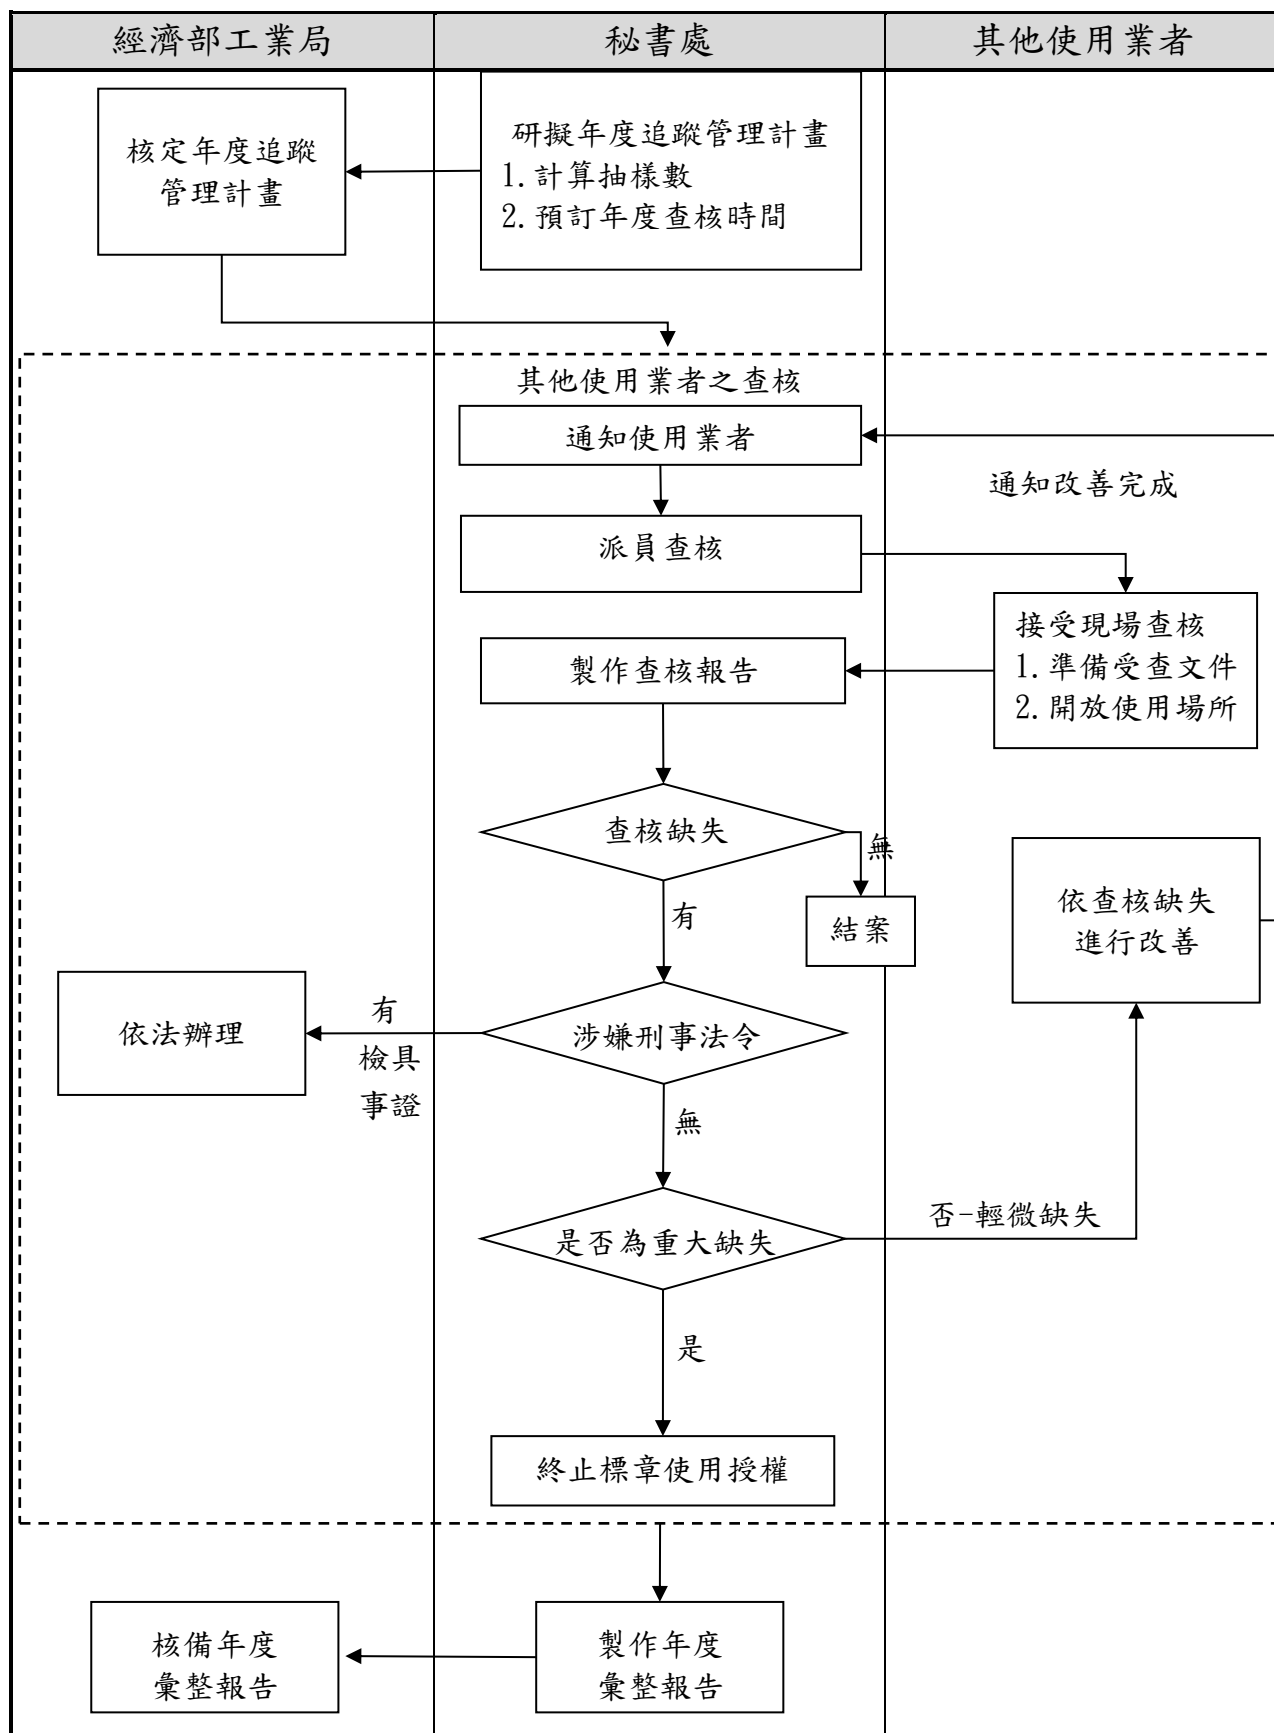 經濟部工業局
秘書處
其他使用業者
研擬年度追蹤管理計畫
1.計算抽樣數
2.預訂年度查核時間
核定年度追蹤
管理計畫
其他使用業者之查核
通知使用業者
通知改善完成
派員查核
接受現場查核
1.準備受查文件
2.開放使用場所
製作查核報告
查核缺失
無
結案
有
依查核缺失
進行改善
涉嫌刑事法令
有
檢具
事證
依法辦理
無
是否為重大缺失
否-輕微缺失
是
終止標章使用授權
製作年度
彙整報告
核備年度
彙整報告